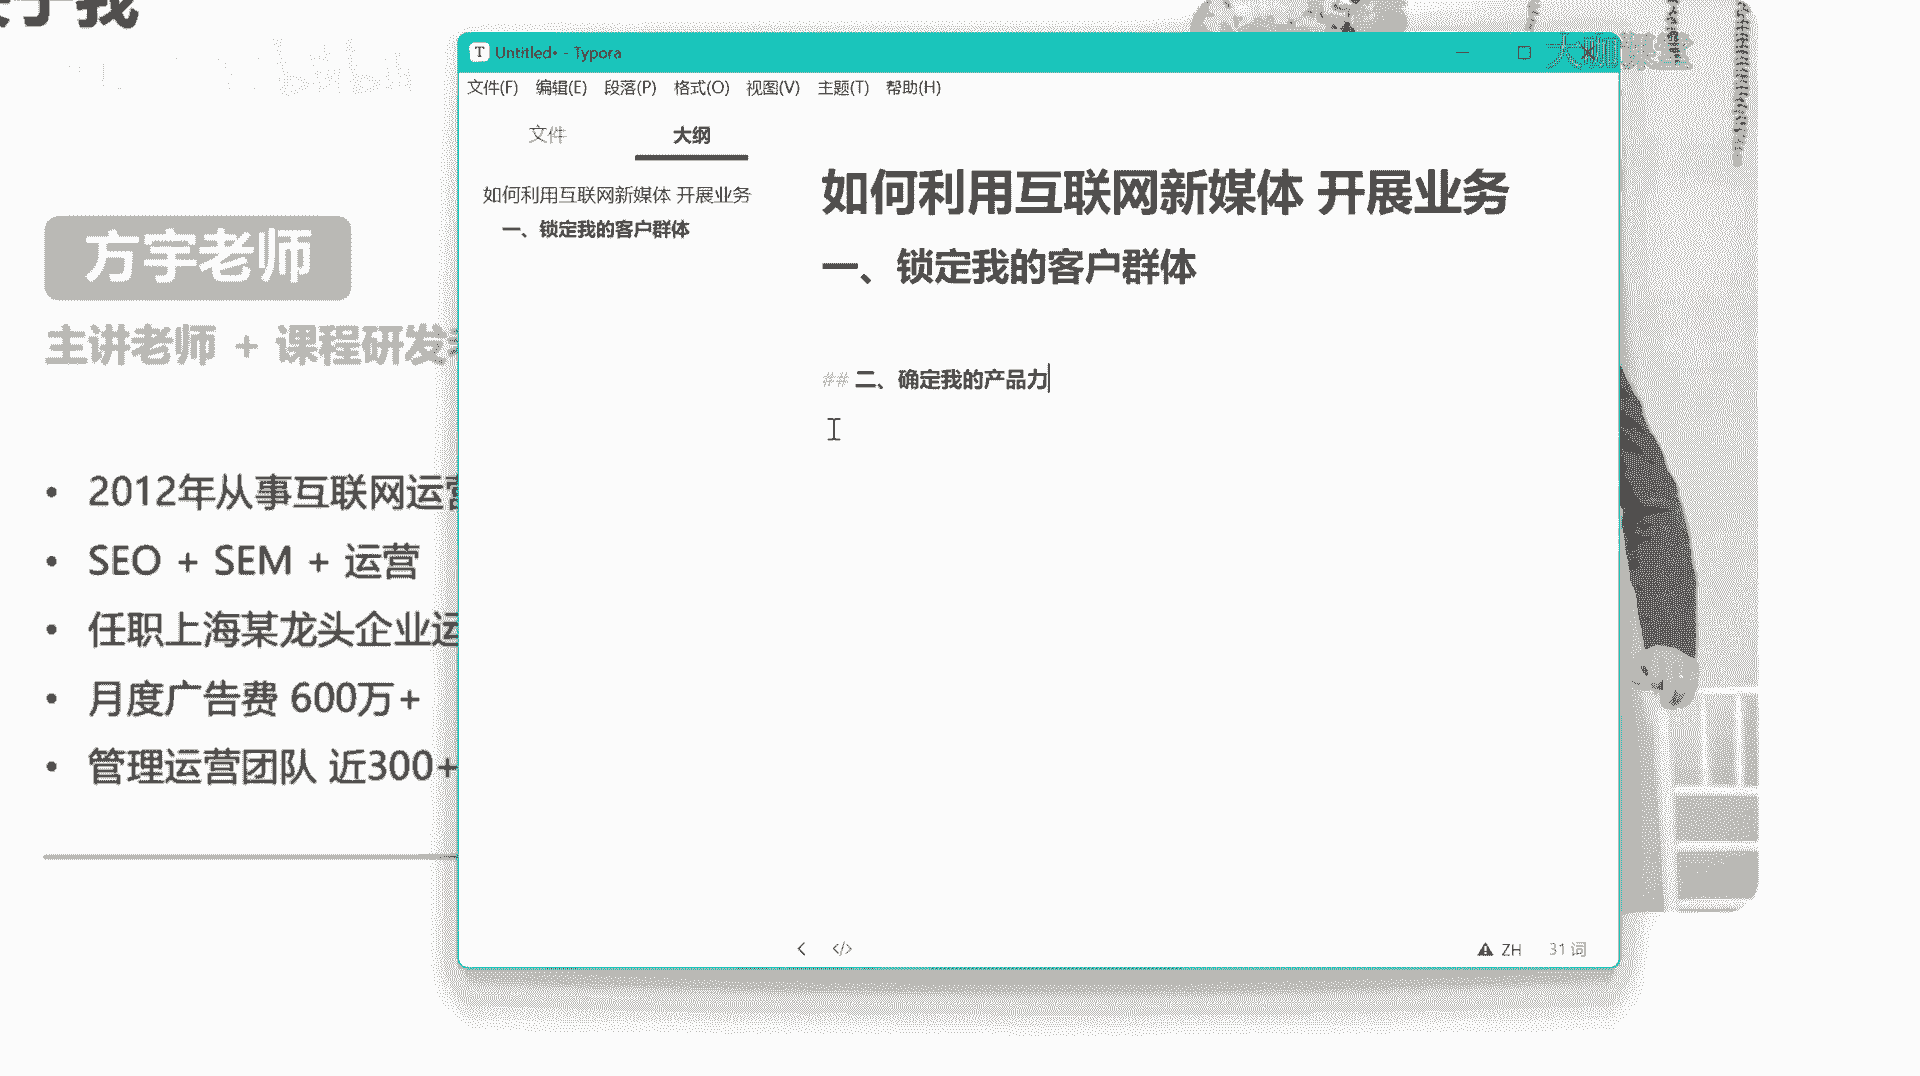 Untitled• - Typora
大咖课堂
文件(F) 编辑(E) 段落(P) 格式(O) 视图(V) 主题(T) 帮助(H)
文件 大纲
如何利用互联网新媒体 开展业务
一、锁定我的客户群体
如何利用互联网新媒体 开展业务
一、锁定我的客户群体
## 二、确定我的产品力
ZH 31 词
于我
方宇老师
主讲老师 + 课程研发
2012年从事互联网运营
SEO + SEM + 运营
任职上海某龙头企业运
月度广告费 600万+
管理运营团队 近300+